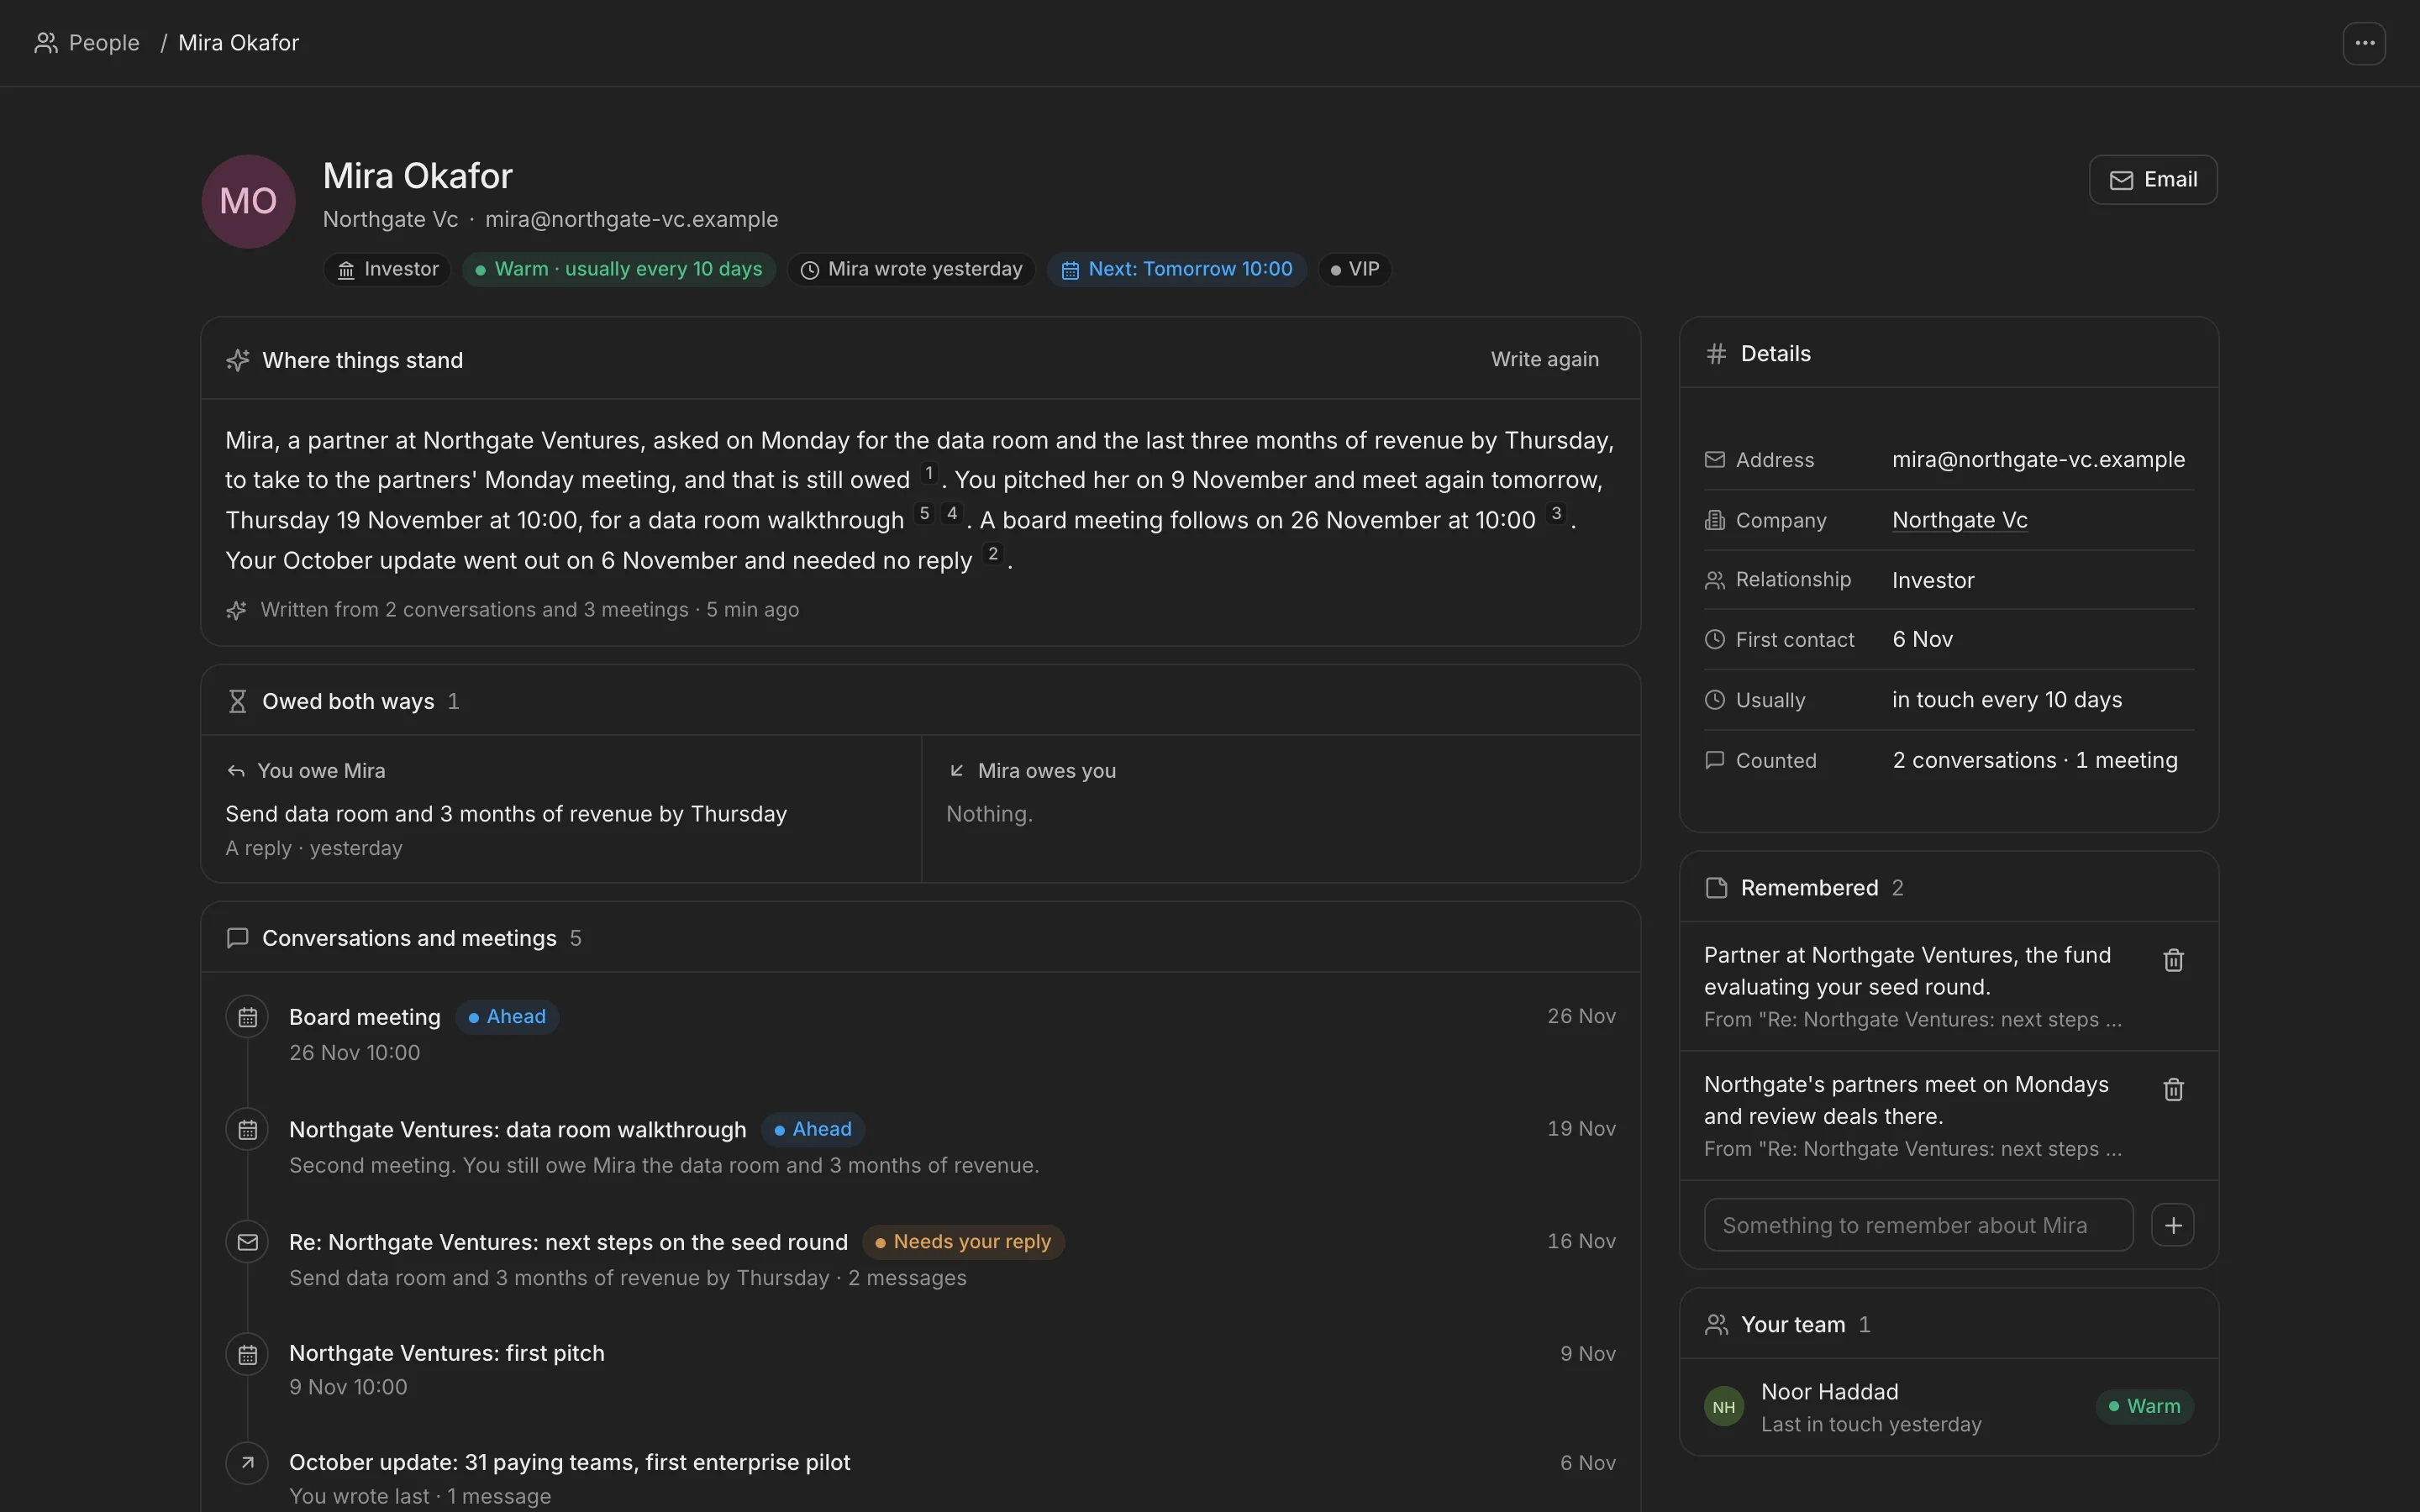 People / Mira Okafor
MO
Mira Okafor
Northgate Vc · mira@northgate-vc.example
Investor
Warm · usually every 10 days
Mira wrote yesterday
Next: Tomorrow 10:00
VIP
Email
Where things stand
Write again
Mira, a partner at Northgate Ventures, asked on Monday for the data room and the last three months of revenue by Thursday,
to take to the partners' Monday meeting, and that is still owed 1. You pitched her on 9 November and meet again tomorrow,
Thursday 19 November at 10:00, for a data room walkthrough 5 4. A board meeting follows on 26 November at 10:00 3.
Your October update went out on 6 November and needed no reply 2.
Written from 2 conversations and 3 meetings · 5 min ago
Owed both ways 1
You owe Mira
Send data room and 3 months of revenue by Thursday
A reply · yesterday
Mira owes you
Nothing.
Conversations and meetings 5
Board meeting
Ahead
26 Nov
26 Nov 10:00
Northgate Ventures: data room walkthrough
Ahead
19 Nov
Second meeting. You still owe Mira the data room and 3 months of revenue.
Re: Northgate Ventures: next steps on the seed round
Needs your reply
16 Nov
Send data room and 3 months of revenue by Thursday · 2 messages
Northgate Ventures: first pitch
9 Nov
9 Nov 10:00
October update: 31 paying teams, first enterprise pilot
6 Nov
You wrote last · 1 message
Details
Address mira@northgate-vc.example
Company Northgate Vc
Relationship Investor
First contact 6 Nov
Usually in touch every 10 days
Counted 2 conversations · 1 meeting
Remembered 2
Partner at Northgate Ventures, the fund
evaluating your seed round.
From "Re: Northgate Ventures: next steps ...
Northgate's partners meet on Mondays
and review deals there.
From "Re: Northgate Ventures: next steps ...
Something to remember about Mira
Your team 1
NH
Noor Haddad
Last in touch yesterday
Warm